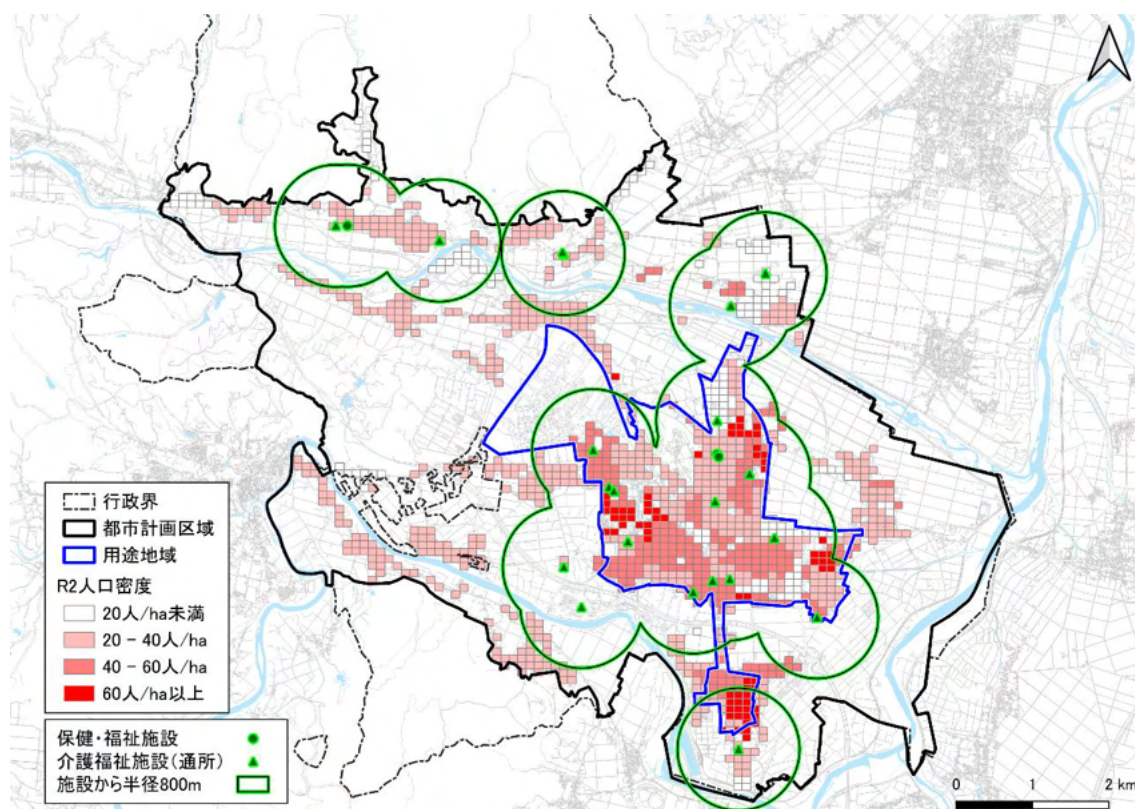 行政界
都市計画区域
用途地域
R2人口密度
20人/ha未満
20－40人/ha
40－60人/ha
60人/ha以上
保健・福祉施設
介護福祉施設(通所)
施設から半径800m
0 1 2 km